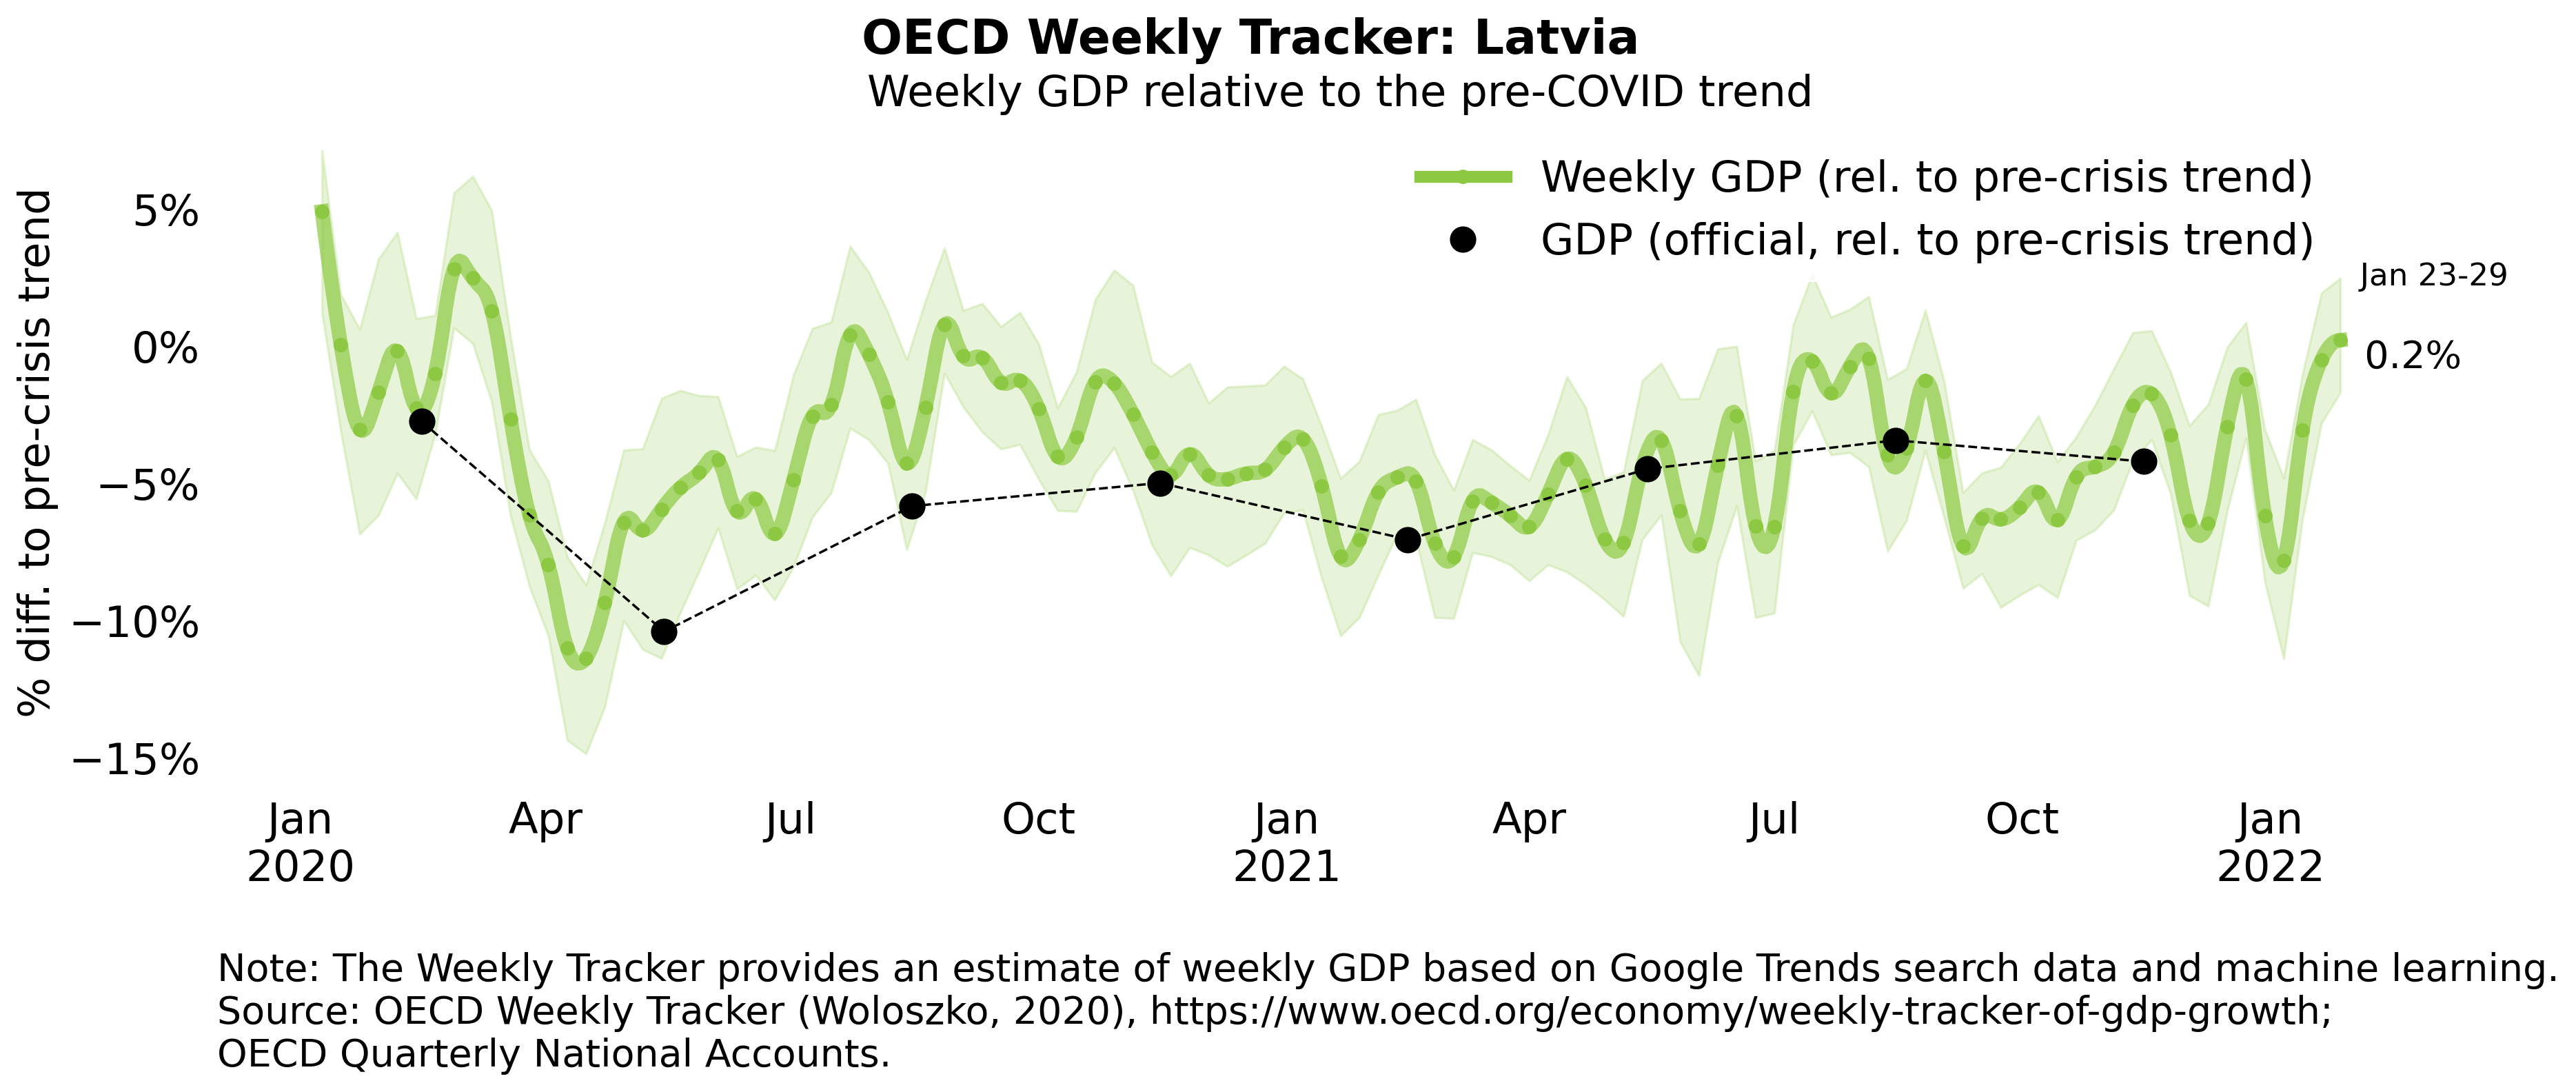 OECD Weekly Tracker: Latvia
Weekly GDP relative to the pre-COVID trend
Weekly GDP (rel. to pre-crisis trend)
GDP (official, rel. to pre-crisis trend)
% diff. to pre-crisis trend
5%
0%
−5%
−10%
−15%
Jan 23-29
0.2%
Jan Apr Jul Oct Jan Apr Jul Oct Jan
2020 2021 2022
Note: The Weekly Tracker provides an estimate of weekly GDP based on Google Trends search data and machine learning.
Source: OECD Weekly Tracker (Woloszko, 2020), https://www.oecd.org/economy/weekly-tracker-of-gdp-growth;
OECD Quarterly National Accounts.